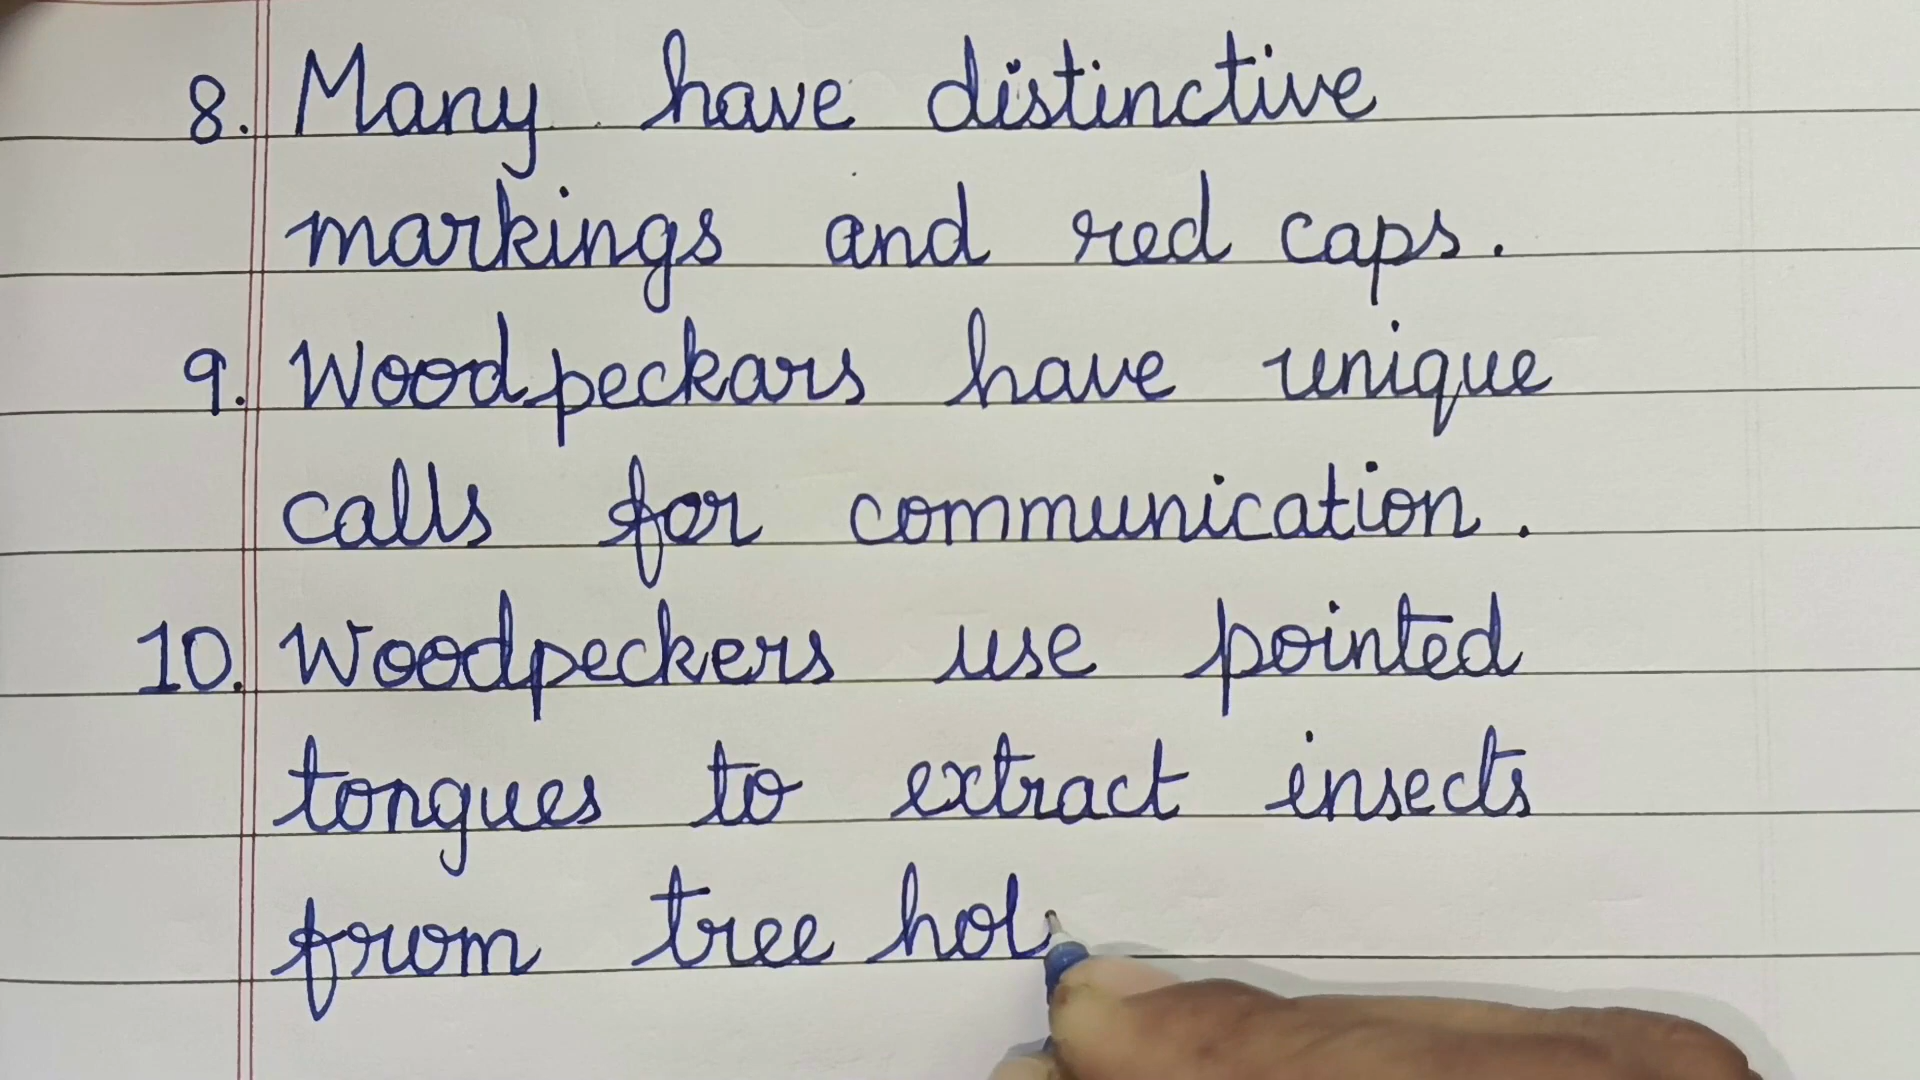 8. Many have distinctive
markings and red caps.
9. Woodpeckars have unique
calls for communication.
10. Woodpeckers use pointed
tongues to extract insects
from tree hol